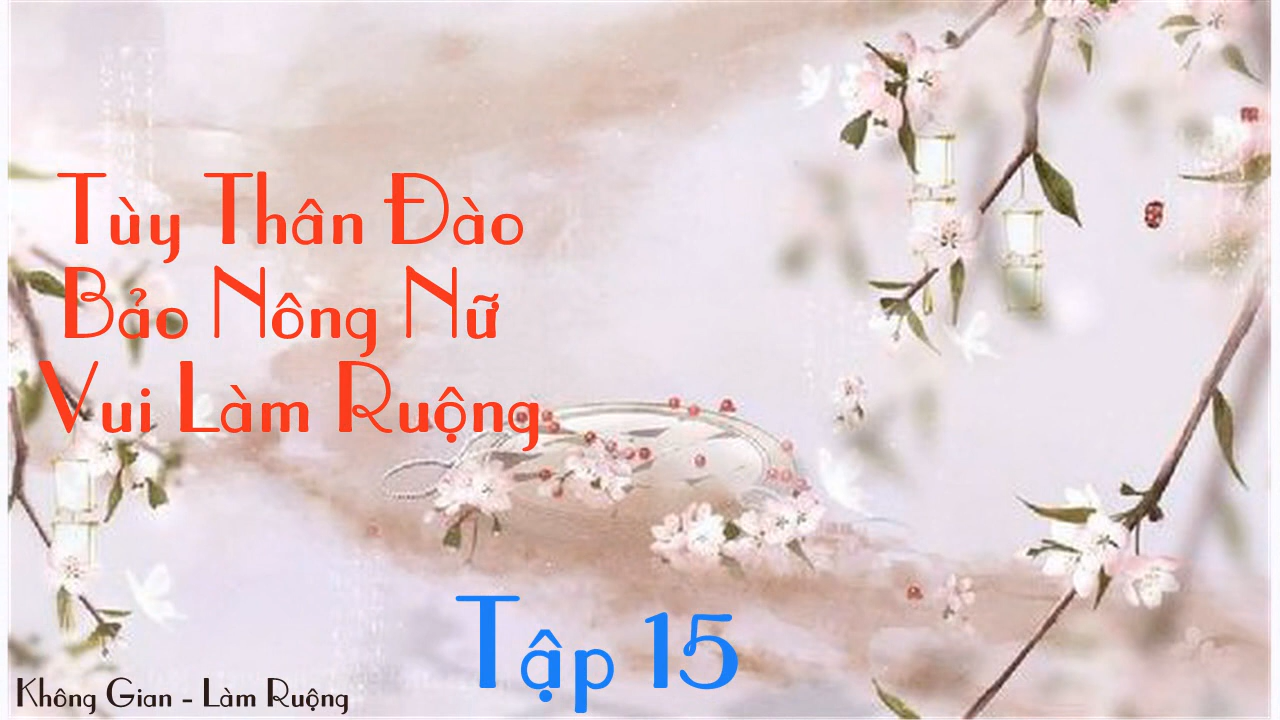 Tùy Thân Đào
Bảo Nông Nữ
Vui Làm Ruộng
Tập 15
Không Gian - Làm Ruộng